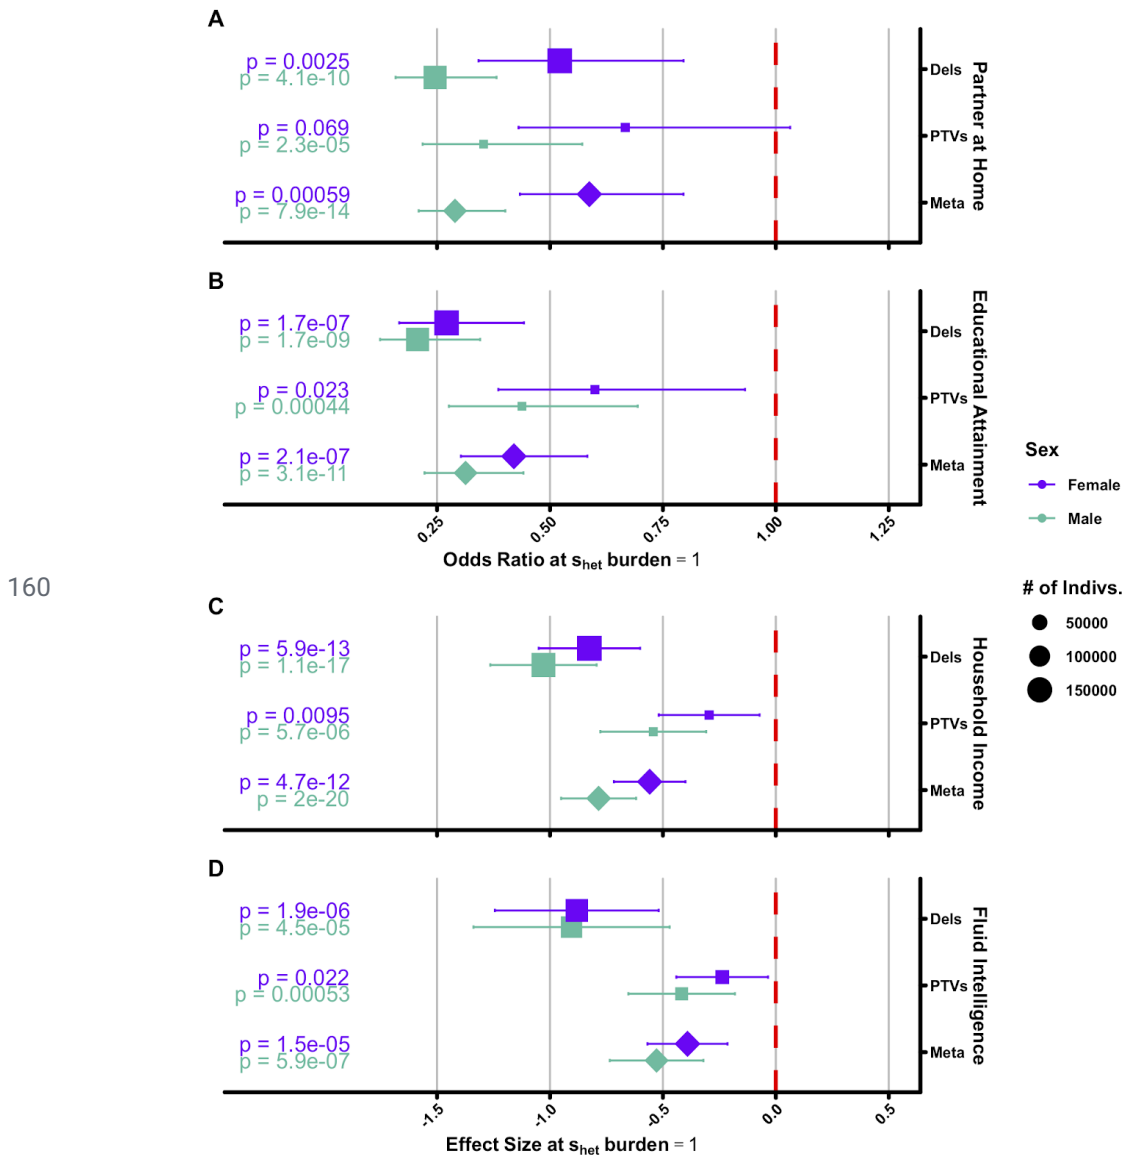 A
p = 0.0025
p = 4.1e-10
Dels
p = 0.069
p = 2.3e-05
PTVs
p = 0.00059
p = 7.9e-14
Meta
Partner at Home
B
p = 1.7e-07
p = 1.7e-09
Dels
p = 0.023
p = 0.00044
PTVs
p = 2.1e-07
p = 3.1e-11
Meta
Educational Attainment
0.25 0.50 0.75 1.00 1.25
Odds Ratio at shet burden = 1
Sex
Female
Male
160
# of Indivs.
50000
100000
150000
C
p = 5.9e-13
p = 1.1e-17
Dels
p = 0.0095
p = 5.7e-06
PTVs
p = 4.7e-12
p = 2e-20
Meta
Household Income
D
p = 1.9e-06
p = 4.5e-05
Dels
p = 0.022
p = 0.00053
PTVs
p = 1.5e-05
p = 5.9e-07
Meta
Fluid Intelligence
-1.5 -1.0 -0.5 0.0 0.5
Effect Size at shet burden = 1